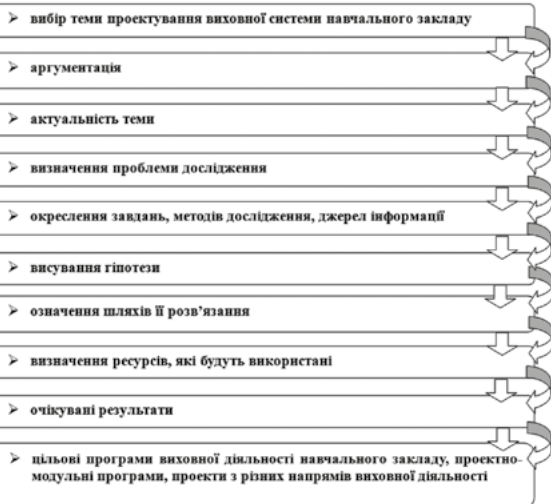 ➢ вибір теми проектування виховної системи навчального закладу
➢ аргументація
➢ актуальність теми
➢ визначення проблеми дослідження
➢ окреслення завдань, методів дослідження, джерел інформації
➢ висування гіпотези
➢ означення шляхів її розв’язання
➢ визначення ресурсів, які будуть використані
➢ очікувані результати
➢ цільові програми виховної діяльності навчального закладу, проектно-
модульні програми, проекти з різних напрямів виховної діяльності